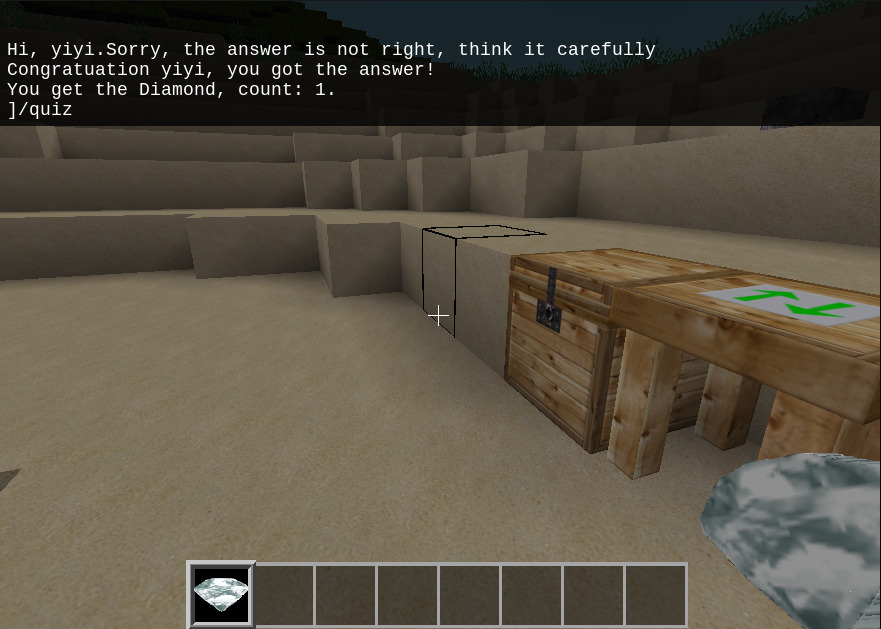 Hi, yiyi.Sorry, the answer is not right, think it carefully
Congratuation yiyi, you got the answer!
You get the Diamond, count: 1.
]/quiz